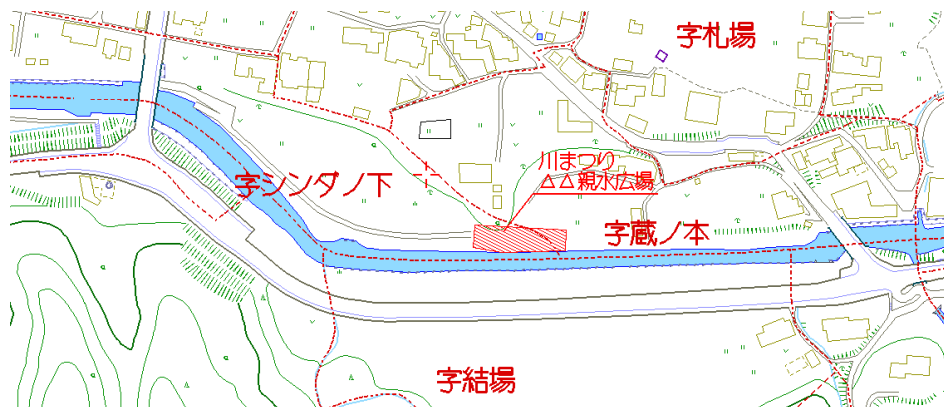 字札場
川まつり
△△親水広場
字シンダノ下
字蔵ノ本
字結場